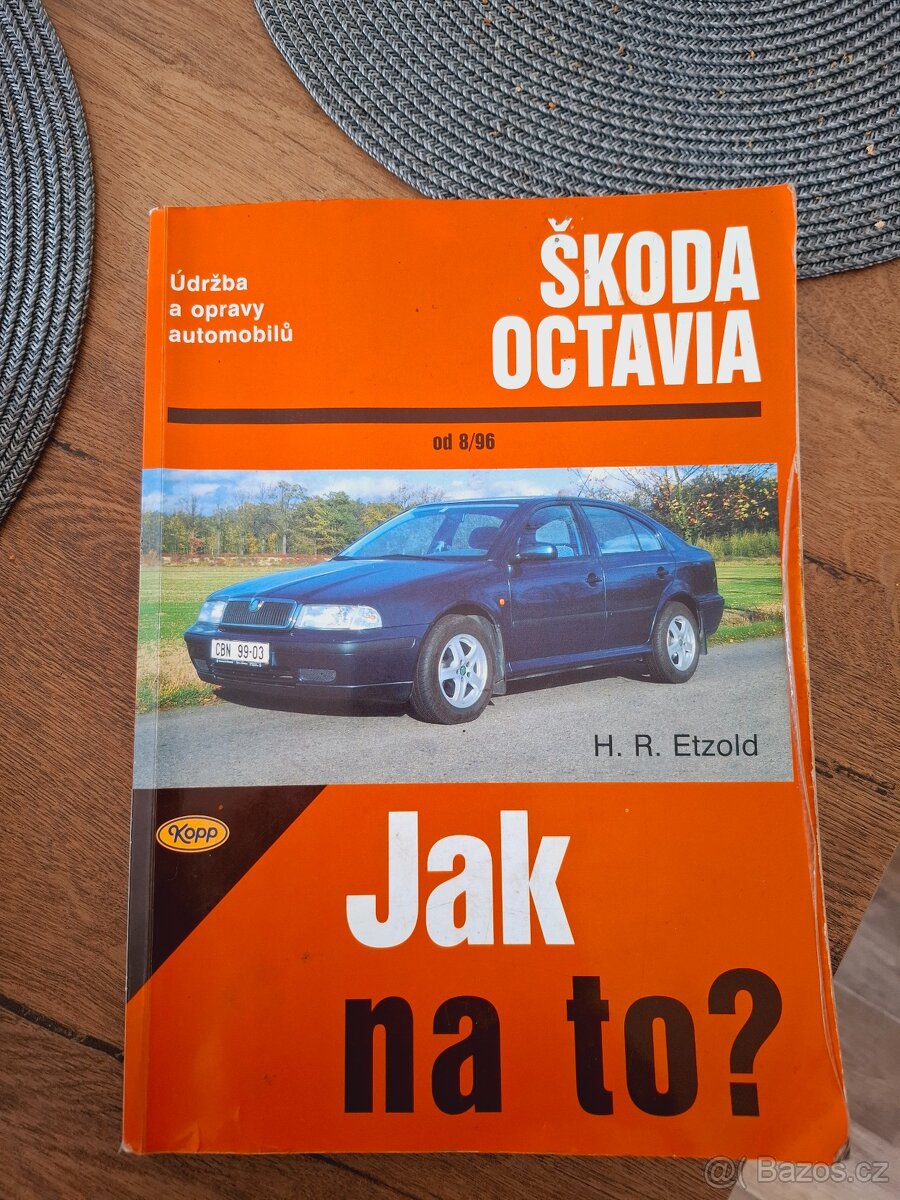 ŠKODA
OCTAVIA
Údržba
a opravy
automobilů
od 8/96
CBN 99-03
H. R. Etzold
Kopp
Jak
na to?
@ Bazos.cz